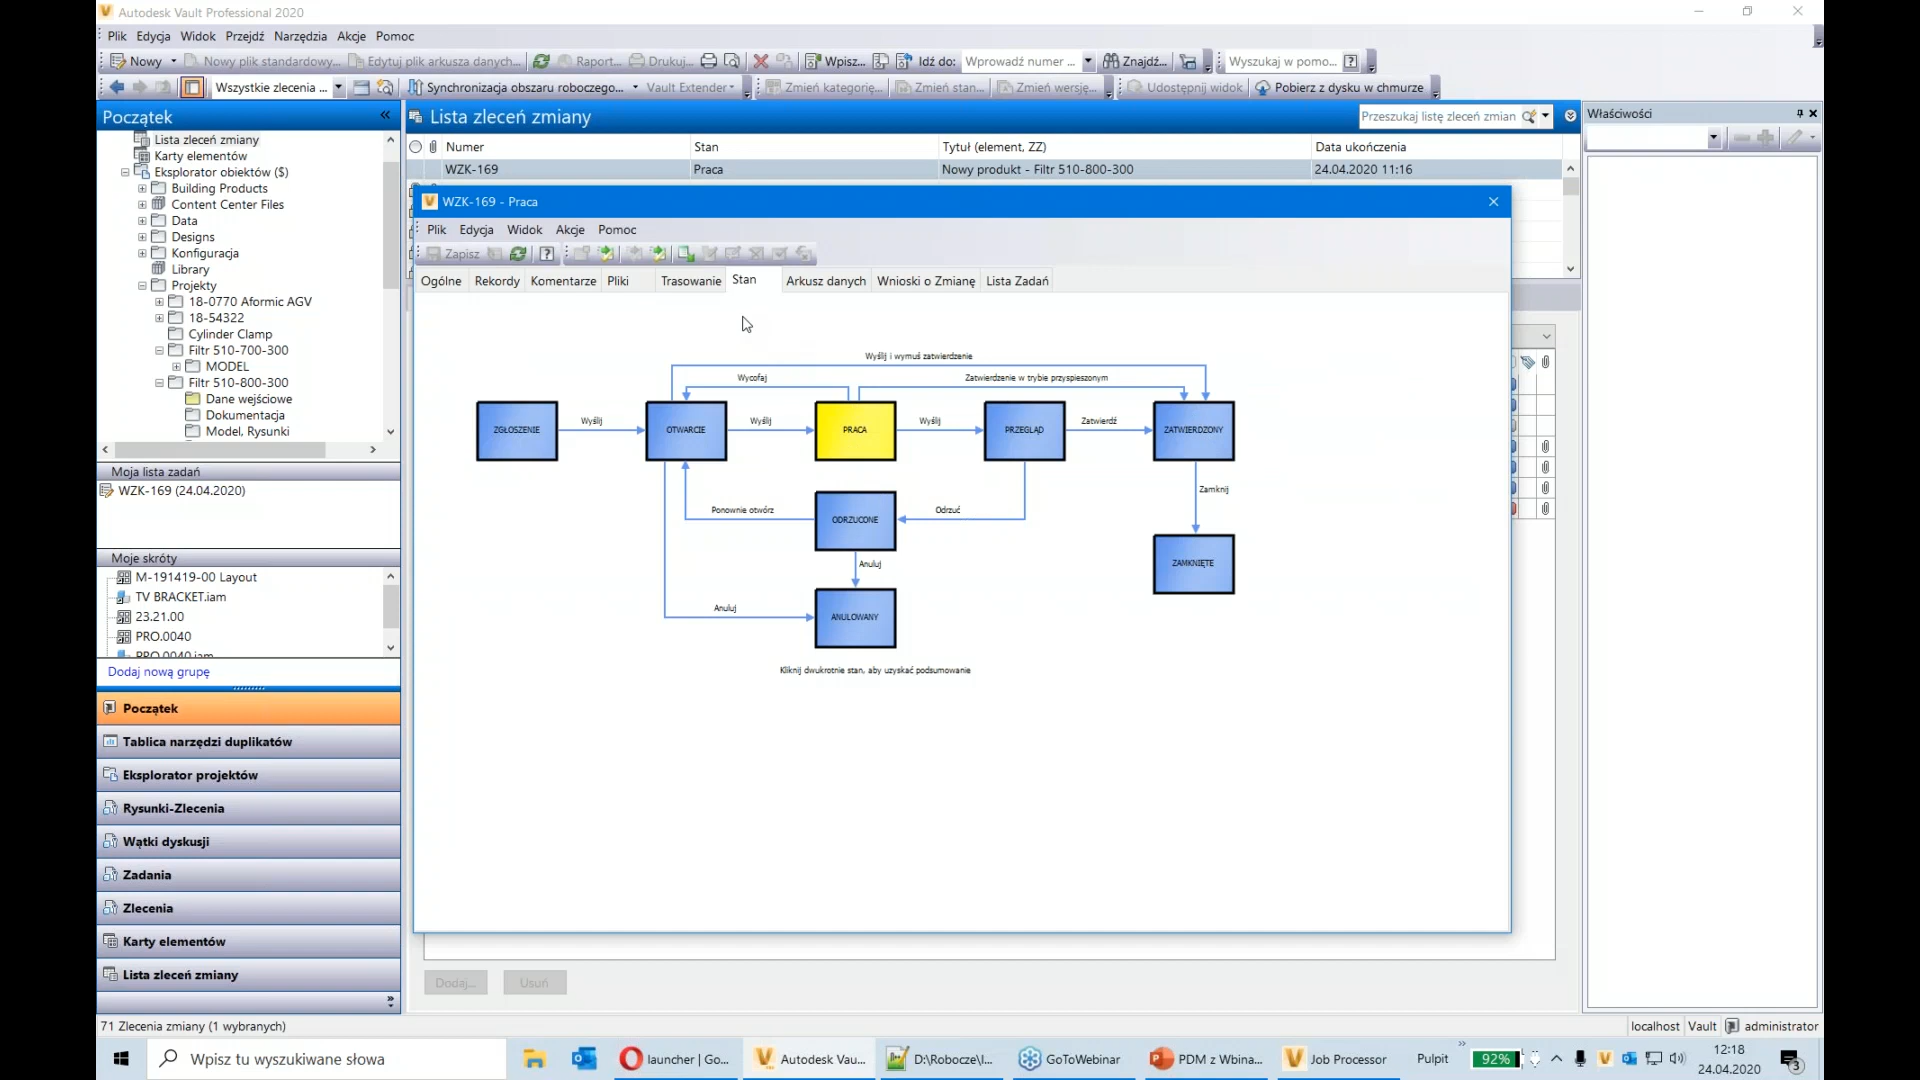 Autodesk Vault Professional 2020
Plik Edycja Widok Przejdź Narzędzia Akcje Pomoc
Nowy Nowy plik standardowy... Edytuj plik arkusza danych... Raport... Drukuj... Wpisz... Idź do: Wprowadź numer ... Znajdź... Wyszukaj w pomo...
Wszystkie zlecenia ... Synchronizacja obszaru roboczego... Vault Extender Zmień kategorię... Zmień stan... Zmień wersję... Udostępnij widok Pobierz z dysku w chmurze
Początek
Lista zleceń zmiany
Karty elementów
Eksplorator obiektów ($)
Building Products
Content Center Files
Data
Designs
Konfiguracja
Library
Projekty
18-0770 Aformic AGV
18-54322
Cylinder Clamp
Filtr 510-700-300
MODEL
Filtr 510-800-300
Dane wejściowe
Dokumentacja
Model, Rysunki
Moja lista zadań
WZK-169 (24.04.2020)
Moje skróty
M-191419-00 Layout
TV BRACKET.iam
23.21.00
PRO.0040
PRO.0040.iam
Dodaj nową grupę
Początek
Tablica narzędzi duplikatów
Eksplorator projektów
Rysunki-Zlecenia
Wątki dyskusji
Zadania
Zlecenia
Karty elementów
Lista zleceń zmiany
Lista zleceń zmiany
Przeszukaj listę zleceń zmian
Numer Stan Tytuł (element, ZZ) Data ukończenia
WZK-169 Praca Nowy produkt - Filtr 510-800-300 24.04.2020 11:16
WZK-169 - Praca
Plik Edycja Widok Akcje Pomoc
Zapisz
Ogólne Rekordy Komentarze Pliki Trasowanie Stan Arkusz danych Wnioski o Zmianę Lista Zadań
Wyślij i wymuś zatwierdzenie
Wycofaj Zatwierdzenie w trybie przyspieszonym
ZGŁOSZENIE Wyślij OTWARCIE Wyślij PRACA Wyślij PRZEGLĄD Zatwierdź ZATWIERDZONY
Zamknij
Ponownie otwórz ODRZUCONE Odrzuć
Anuluj ZAMKNIĘTE
Anuluj ANULOWANY
Kliknij dwukrotnie stan, aby uzyskać podsumowanie
Dodaj... Usuń
Właściwości
71 Zlecenia zmiany (1 wybranych)
localhost Vault administrator
Wpisz tu wyszukiwane słowa
launcher | Go... Autodesk Vau... D:\Robocze\I... GoToWebinar PDM z Wbina... Job Processor Pulpit 92%
12:18
24.04.2020
3